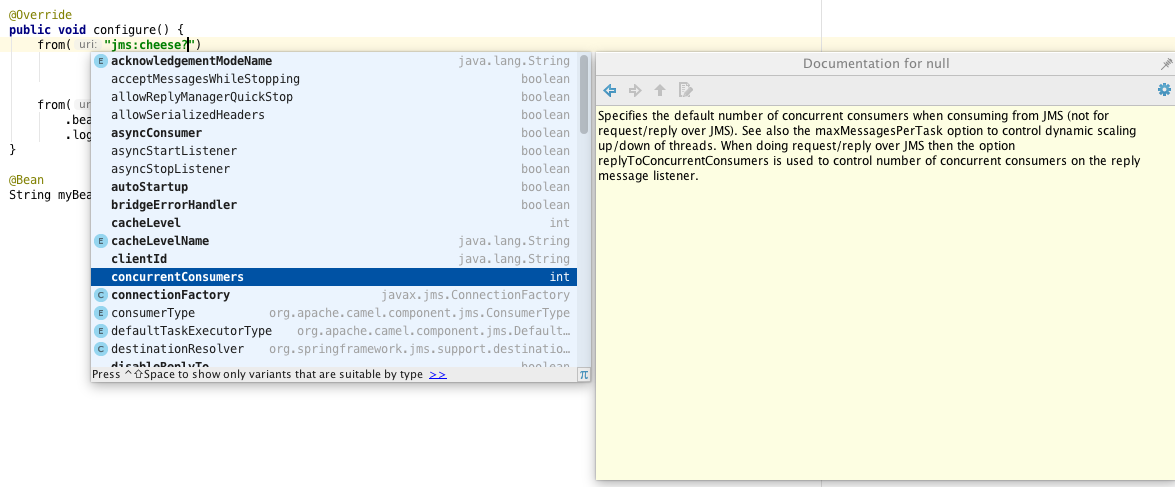 @Override
public void configure() {
from( uri: "jms:cheese?")
E acknowledgementModeName java.lang.String
acceptMessagesWhileStopping boolean
allowReplyManagerQuickStop boolean
allowSerializedHeaders boolean
asyncConsumer boolean
asyncStartListener boolean
asyncStopListener boolean
autoStartup boolean
bridgeErrorHandler boolean
cacheLevel int
E cacheLevelName java.lang.String
clientId java.lang.String
concurrentConsumers int
C connectionFactory javax.jms.ConnectionFactory
E consumerType org.apache.camel.component.jms.ConsumerType
E defaultTaskExecutorType org.apache.camel.component.jms.Default…
C destinationResolver org.springframework.jms.support.destinatio…
disableReplyTo boolean
Press ^⇧Space to show only variants that are suitable by type >>
π
from( u
.bea
.log
}
@Bean
String myBea
Documentation for null
Specifies the default number of concurrent consumers when consuming from JMS (not for
request/reply over JMS). See also the maxMessagesPerTask option to control dynamic scaling
up/down of threads. When doing request/reply over JMS then the option
replyToConcurrentConsumers is used to control number of concurrent consumers on the reply
message listener.